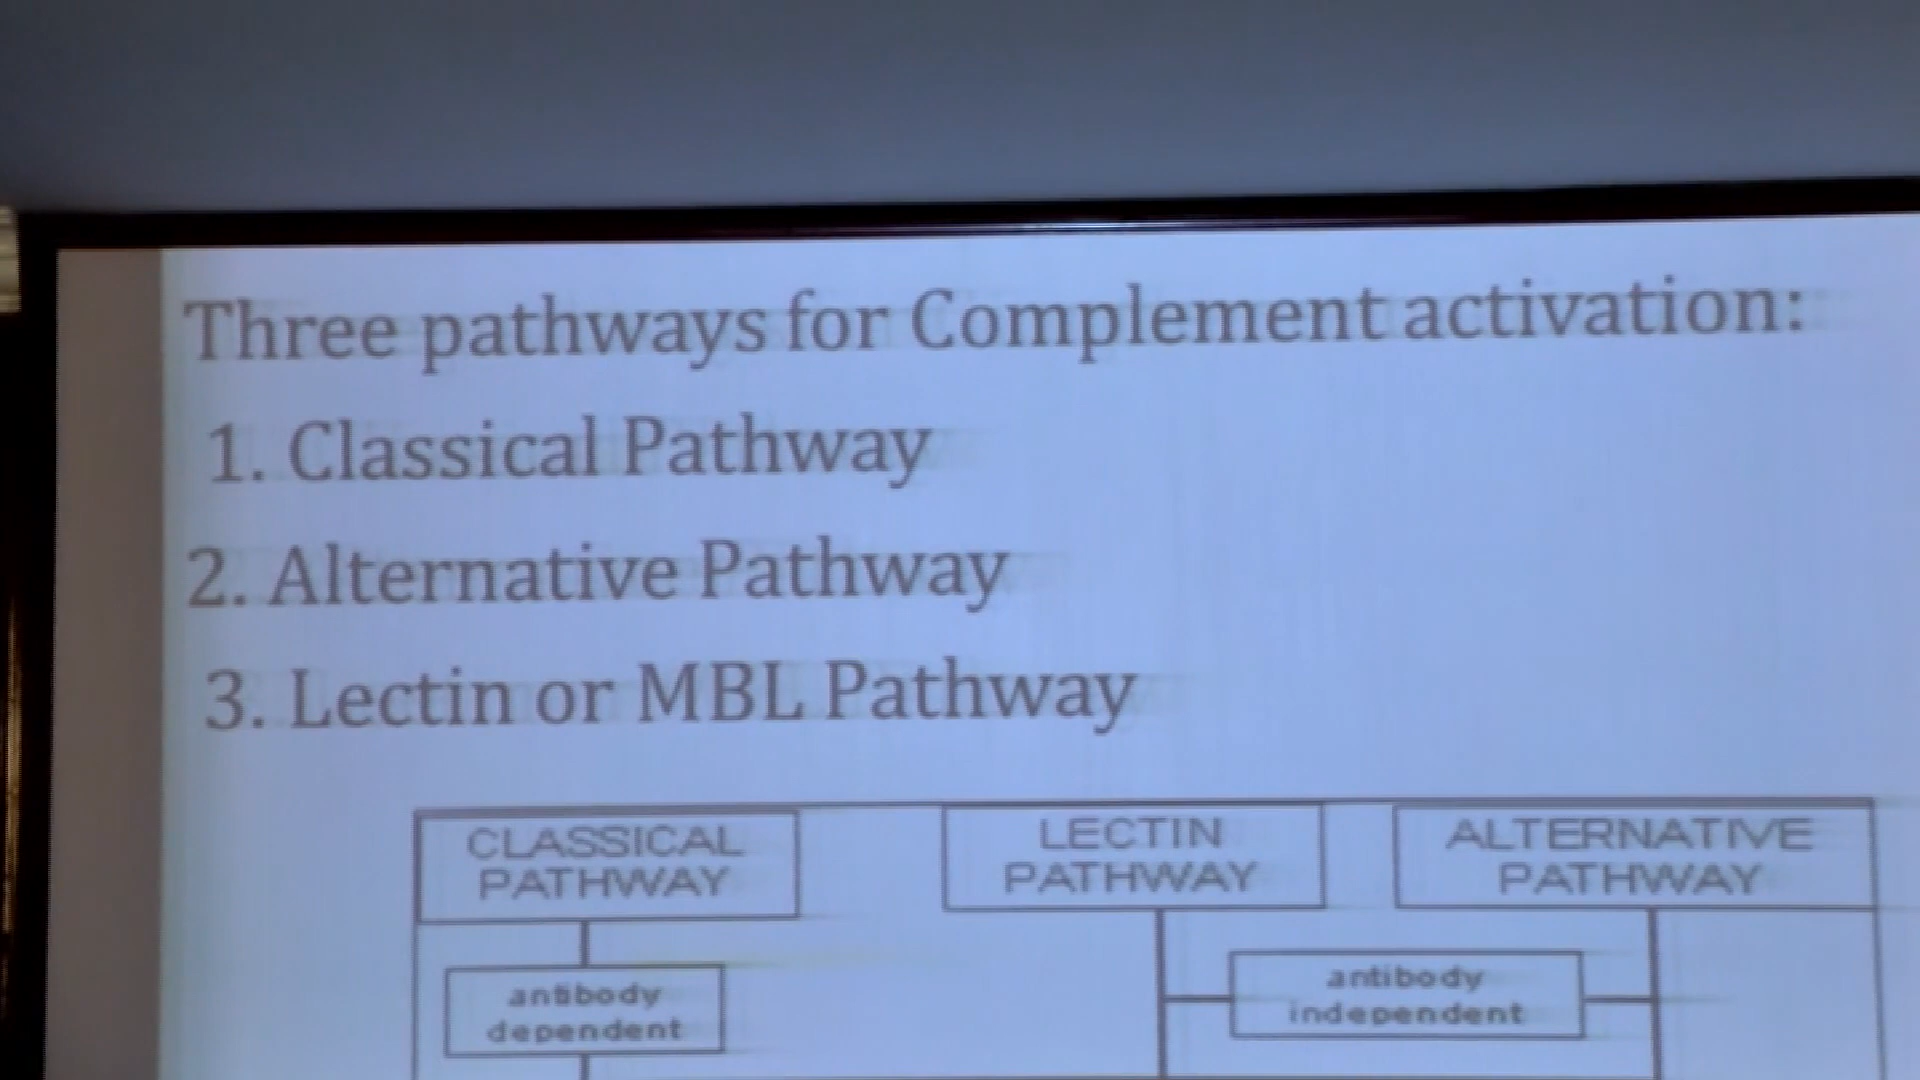 Three pathways for Complement activation:
1. Classical Pathway
2. Alternative Pathway
3. Lectin or MBL Pathway
CLASSICAL
PATHWAY
LECTIN
PATHWAY
ALTERNATIVE
PATHWAY
antibody
dependent
antibody
independent